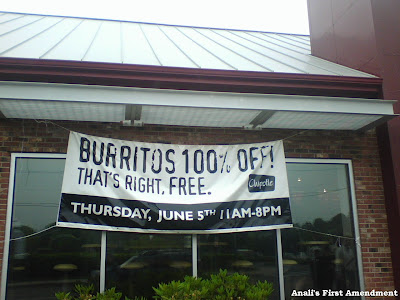 BURRITOS 100% OFF!
THAT'S RIGHT, FREE.
Chipotle
THURSDAY, JUNE 5TH 11AM-8PM
Anali's First Amendment